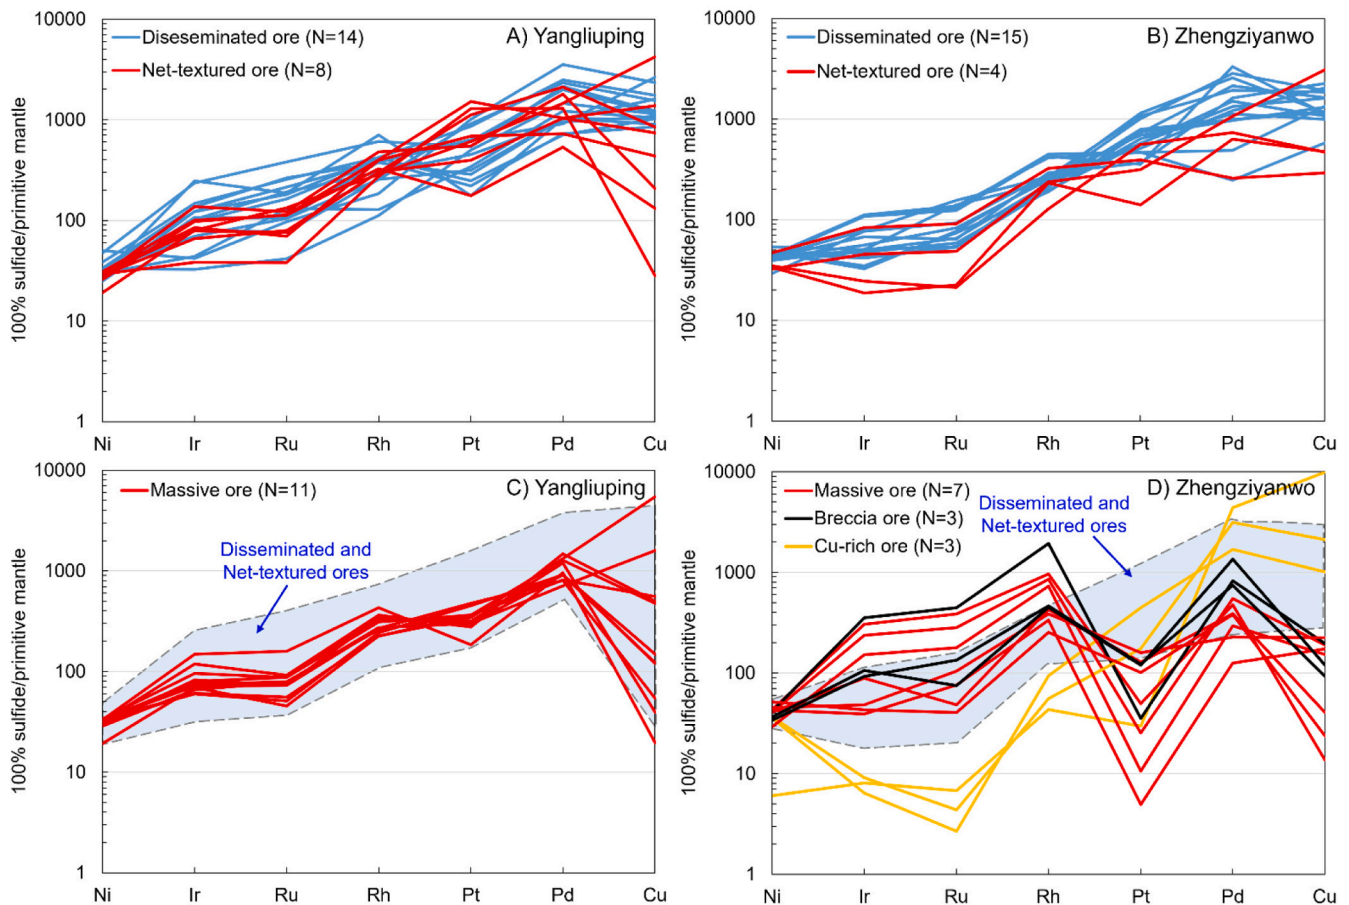 10000
1000
100
10
1
100% sulfide/primitive mantle
Diseseminated ore (N=14)
Net-textured ore (N=8)
A) Yangliuping
Ni Ir Ru Rh Pt Pd Cu
10000
1000
100
10
1
100% sulfide/primitive mantle
Disseminated ore (N=15)
Net-textured ore (N=4)
B) Zhengziyanwo
Ni Ir Ru Rh Pt Pd Cu
10000
1000
100
10
1
100% sulfide/primitive mantle
Massive ore (N=11)
C) Yangliuping
Disseminated and
Net-textured ores
Ni Ir Ru Rh Pt Pd Cu
10000
1000
100
10
1
100% sulfide/primitive mantle
Massive ore (N=7)
Breccia ore (N=3)
Cu-rich ore (N=3)
D) Zhengziyanwo
Disseminated and
Net-textured ores
Ni Ir Ru Rh Pt Pd Cu